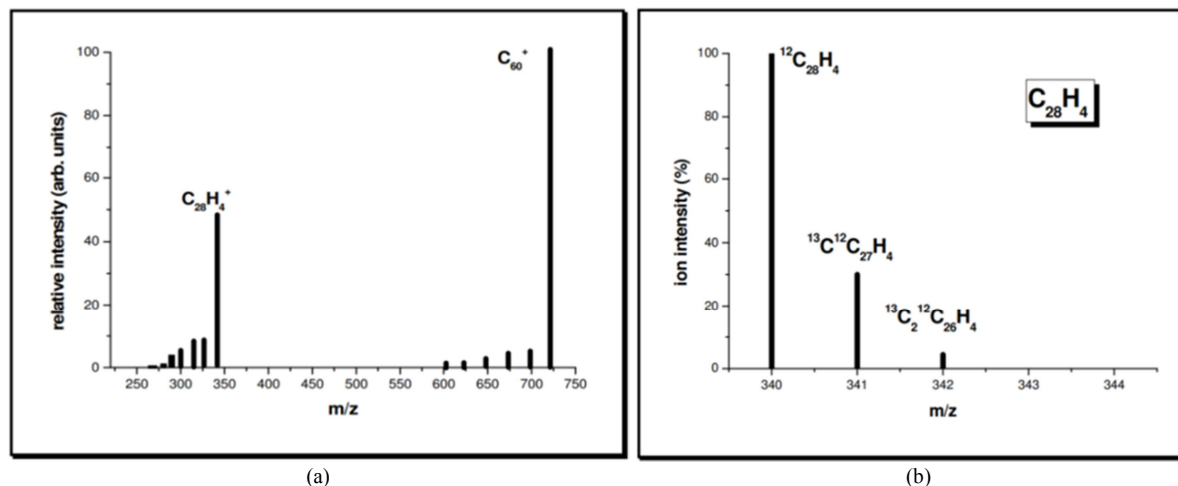 C₆₀⁺
C₂₈H₄⁺
relative intensity (arb. units)
100
80
60
40
20
0
250 300 350 400 450 500 550 600 650 700 750
m/z
(a)
¹²C₂₈H₄
C₂₈H₄
¹³C¹²C₂₇H₄
¹³C₂¹²C₂₆H₄
ion intensity (%)
100
80
60
40
20
0
340 341 342 343 344
m/z
(b)